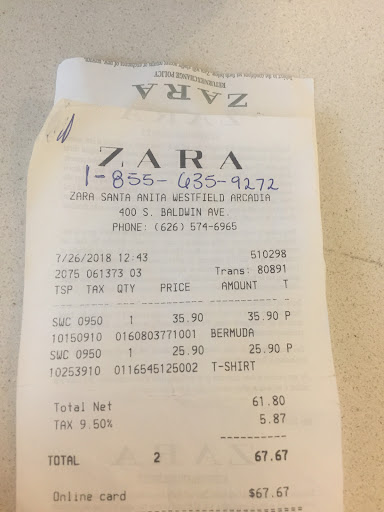 RETURN/EXCHANGE POLICY
ZARA
ZARA
1-855-635-9272
ZARA SANTA ANITA WESTFIELD ARCADIA
400 S. BALDWIN AVE.
PHONE: (626) 574-6965
7/26/2018 12:43 510298
2075 061373 03 Trans: 80891
TSP TAX QTY PRICE AMOUNT T
SWC 0950 1 35.90 35.90 P
10150910 0160803771001 BERMUDA
SWC 0950 1 25.90 25.90 P
10253910 0116545125002 T-SHIRT
Total Net 61.80
TAX 9.50% 5.87
TOTAL 2 67.67
Online card $67.67